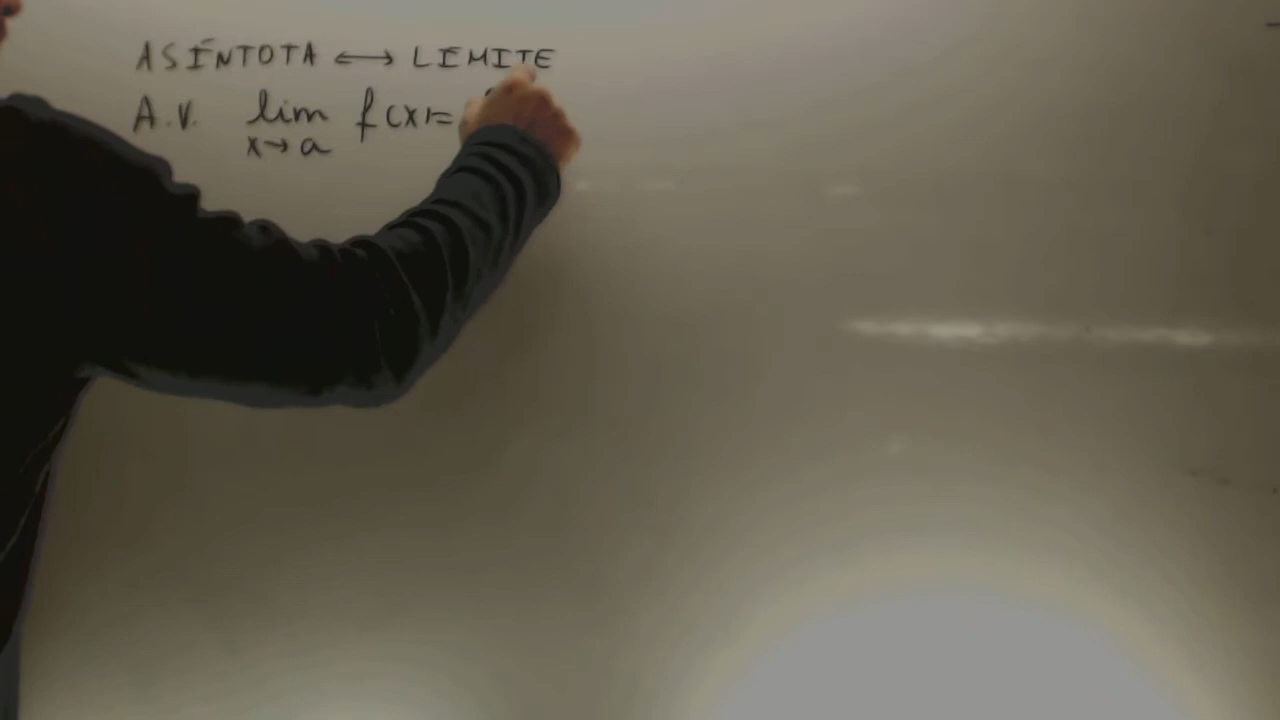 ASÍNTOTA ↔ LIMITE
A.V. lim f(x)=
x→a